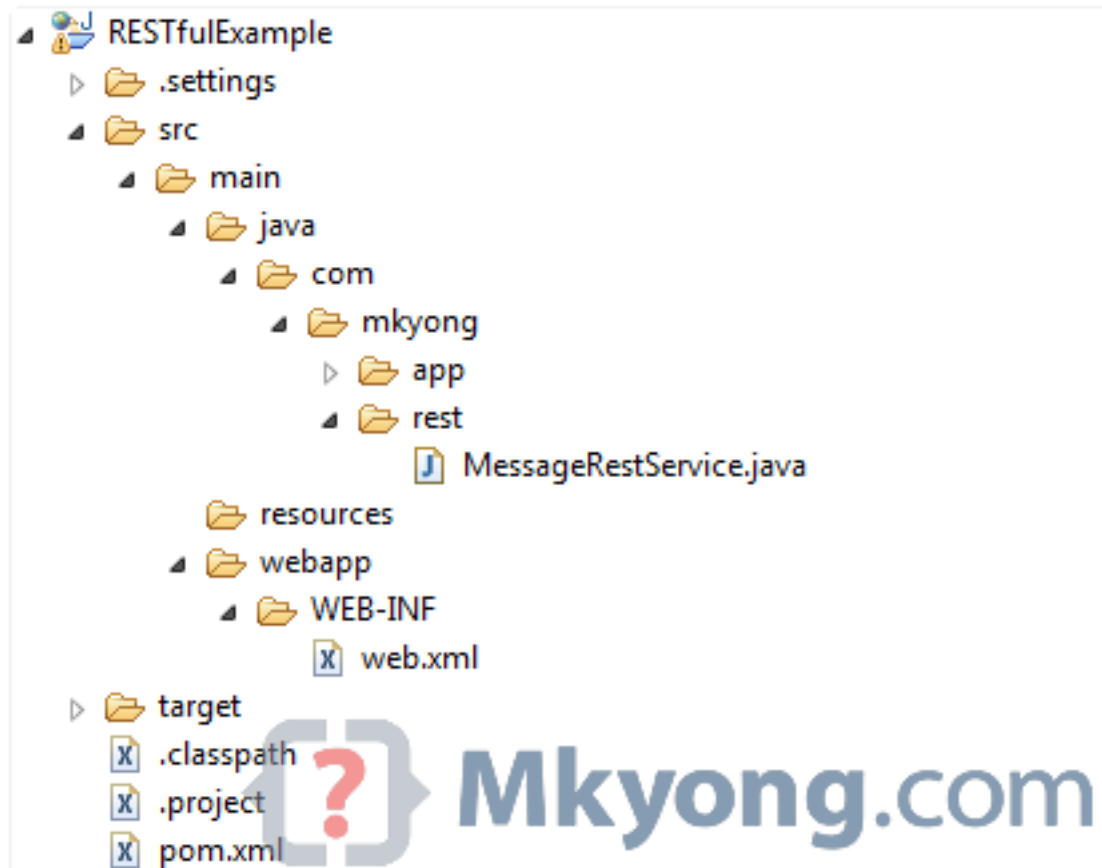 RESTfulExample
.settings
src
main
java
com
mkyong
app
rest
MessageRestService.java
resources
webapp
WEB-INF
web.xml
target
.classpath
.project
pom.xml
Mkyong.com